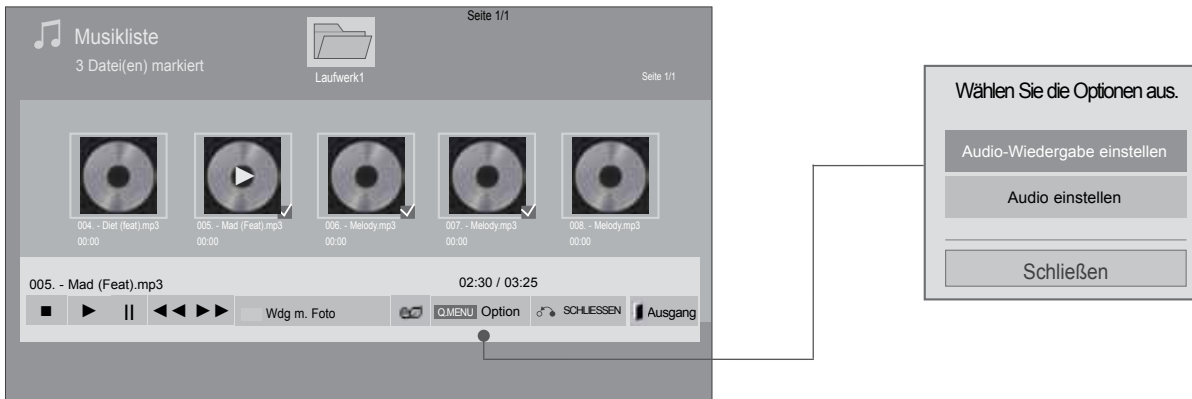 Seite 1/1
Musikliste
3 Datei(en) markiert
Laufwerk1
Seite 1/1
004. - Diet (feat).mp3
00:00
005. - Mad (Feat).mp3
00:00
006. - Melody.mp3
00:00
007. - Melody.mp3
00:00
008. - Melody.mp3
00:00
005. - Mad (Feat).mp3
02:30 / 03:25
Wdg m. Foto
Q.MENU Option
SCHLIESSEN
Ausgang
Wählen Sie die Optionen aus.
Audio-Wiedergabe einstellen
Audio einstellen
Schließen